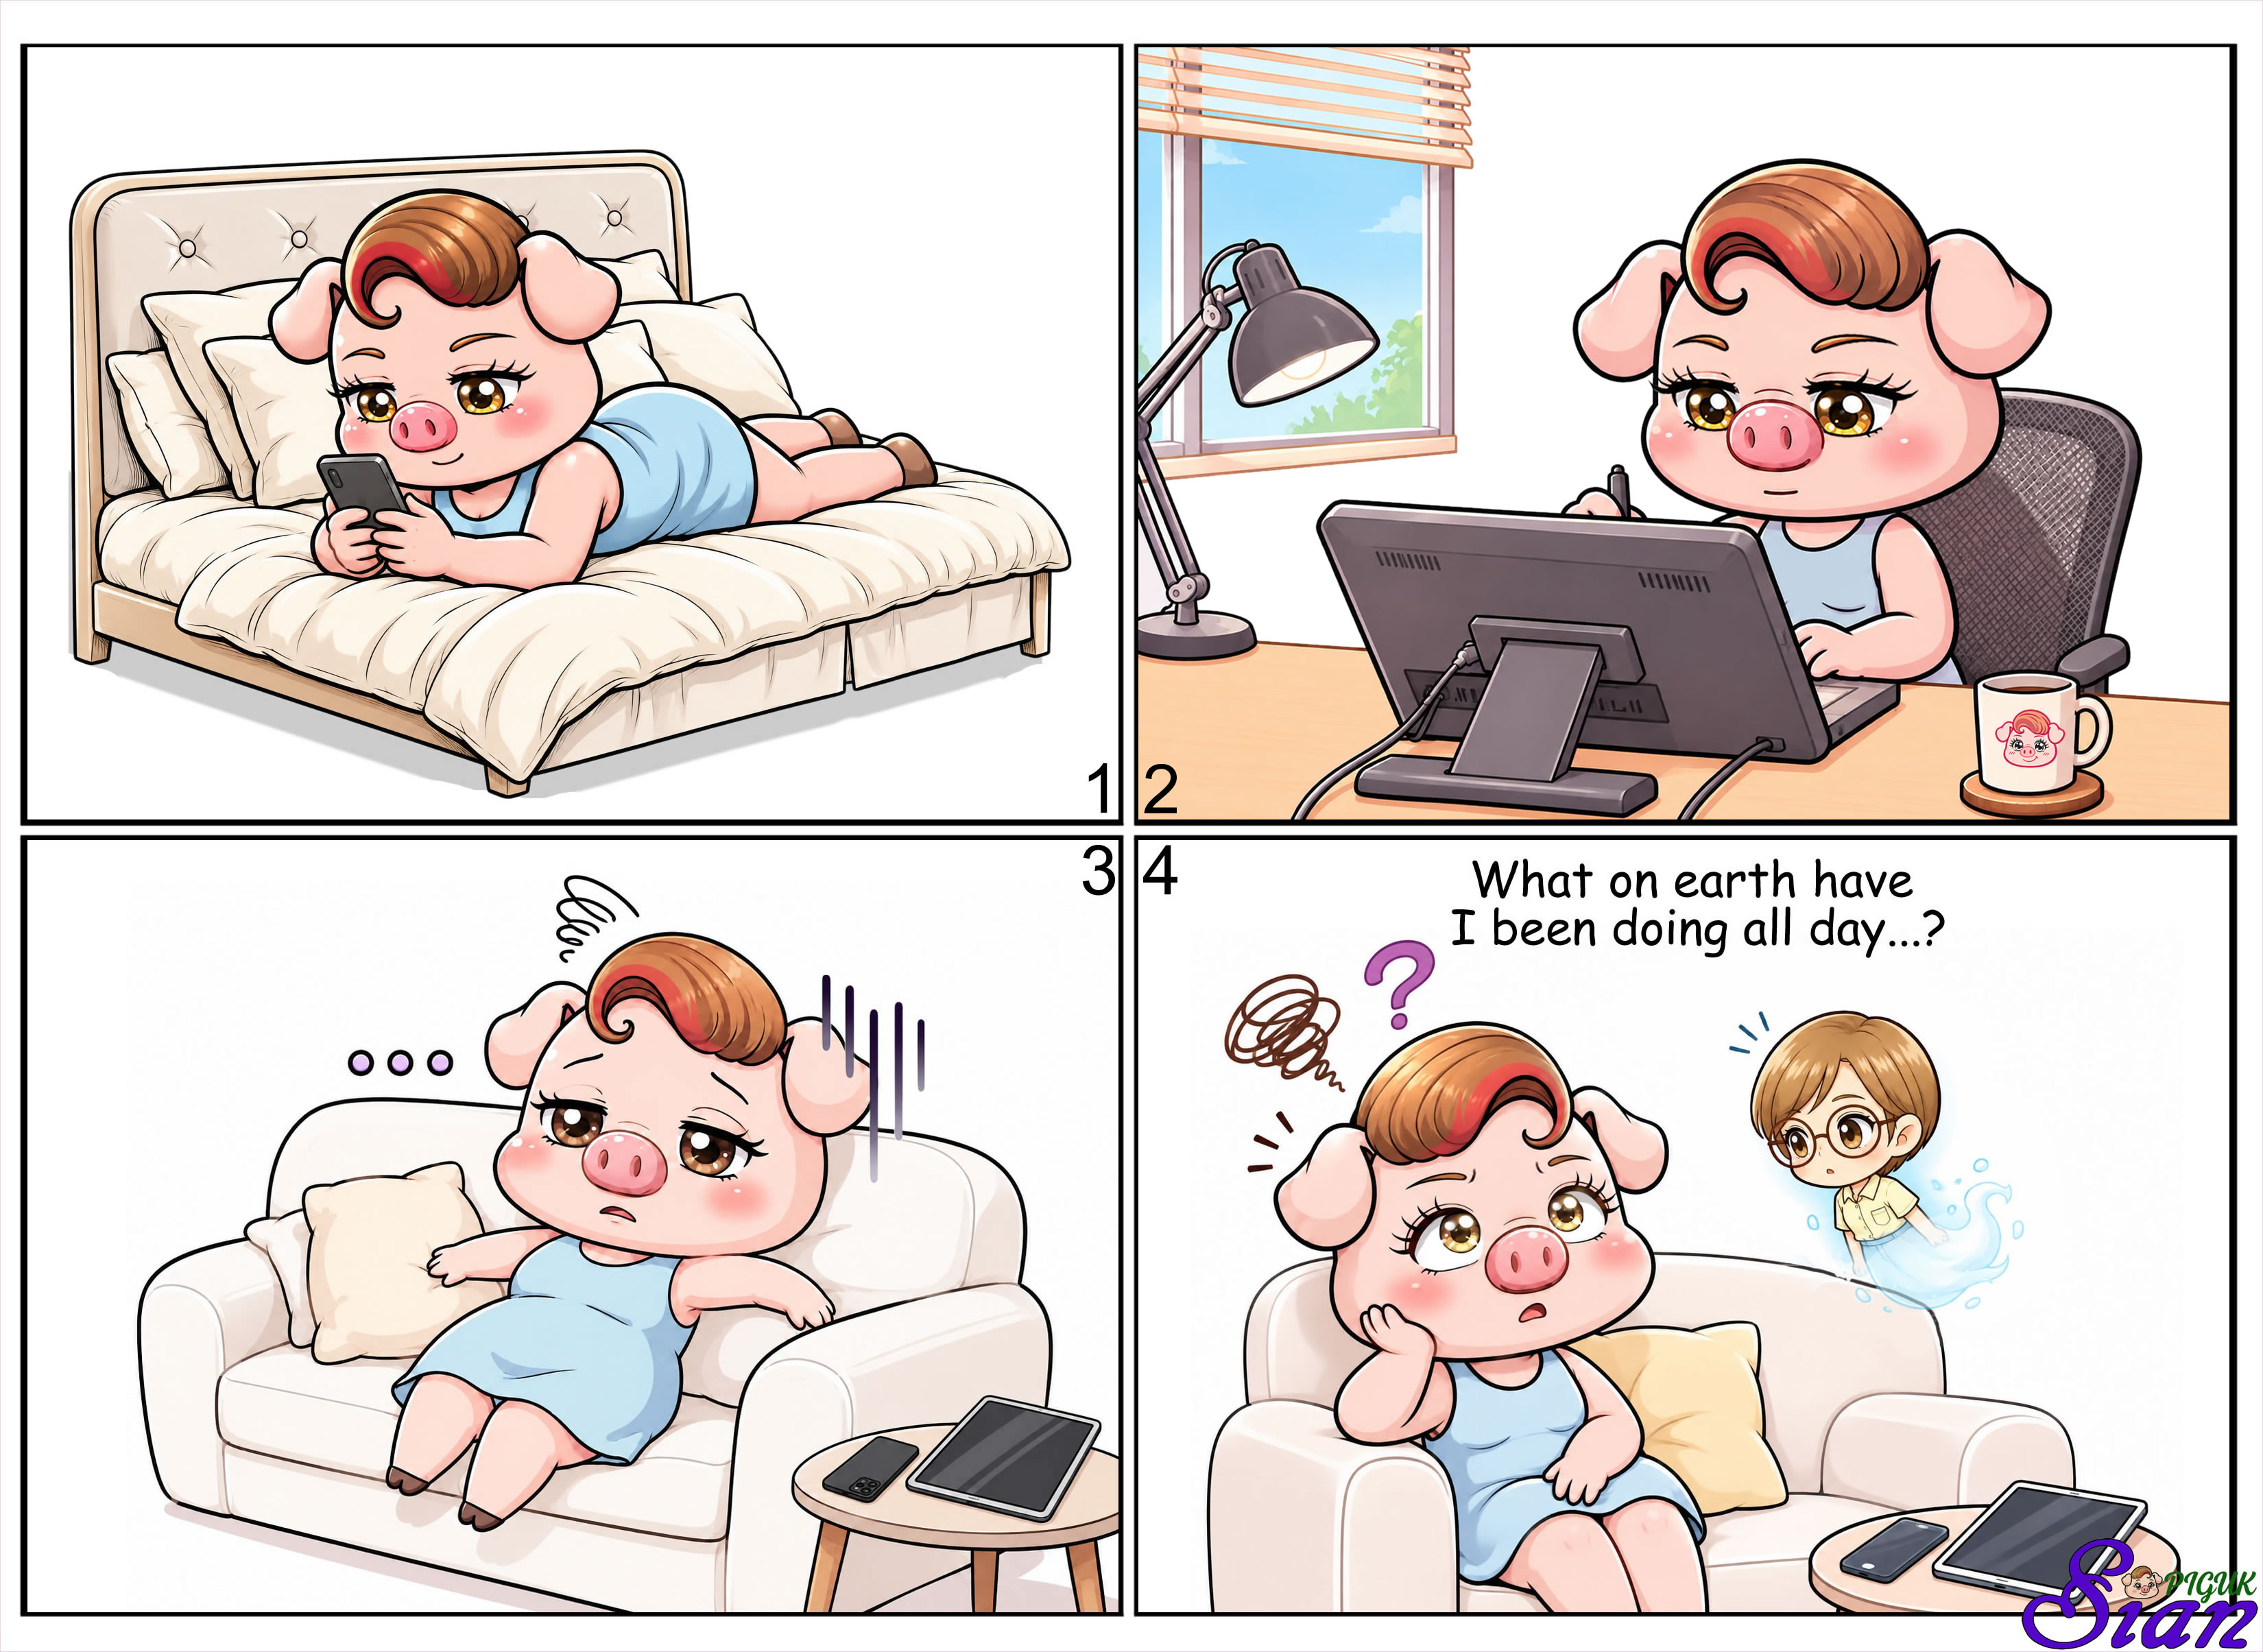 1
2
3
4
What on earth have
I been doing all day...?
PIGUK
Sian